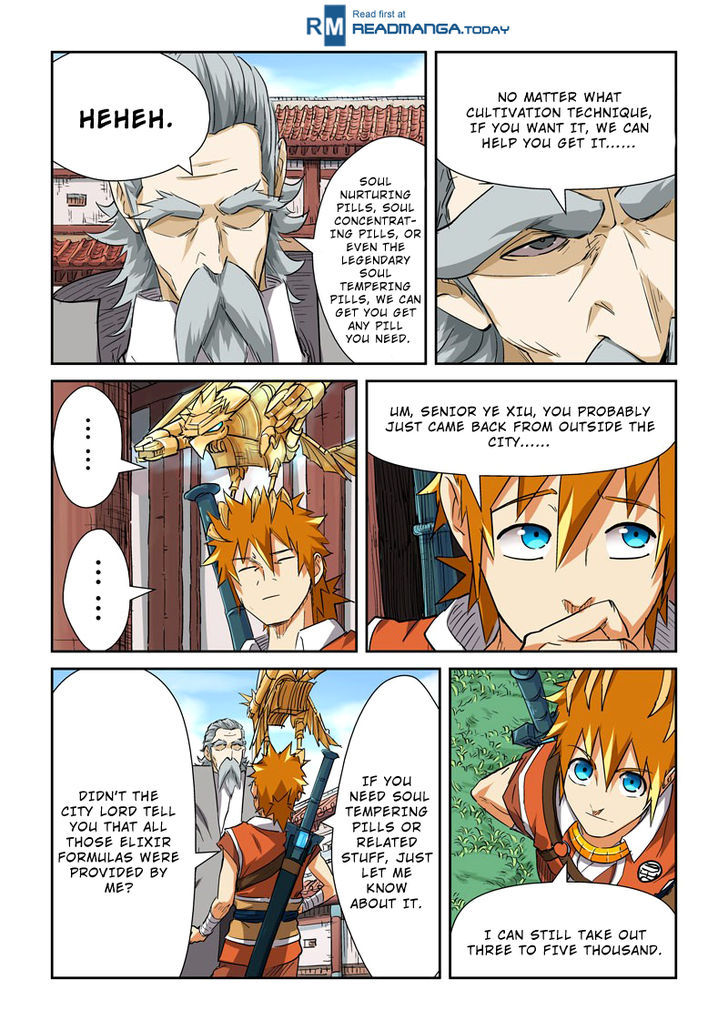 Read first at
RM READMANGA.TODAY
HEHEH.
SOUL
NURTURING
PILLS, SOUL
CONCENTRAT-
ING PILLS, OR
EVEN THE
LEGENDARY
SOUL
TEMPERING
PILLS, WE CAN
GET YOU GET
ANY PILL
YOU NEED.
NO MATTER WHAT
CULTIVATION TECHNIQUE,
IF YOU WANT IT, WE CAN
HELP YOU GET IT......
.....
.....
UM, SENIOR YE XIU, YOU PROBABLY
JUST CAME BACK FROM OUTSIDE THE
CITY......
DIDN'T THE
CITY LORD TELL
YOU THAT ALL
THOSE ELIXIR
FORMULAS WERE
PROVIDED BY
ME?
IF YOU
NEED SOUL
TEMPERING
PILLS OR
RELATED
STUFF, JUST
LET ME
KNOW
ABOUT IT.
I CAN STILL TAKE OUT
THREE TO FIVE THOUSAND.